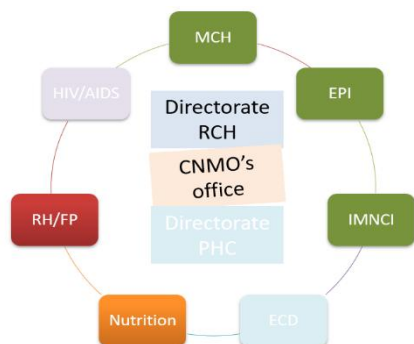 MCH
HIV/AIDS
EPI
Directorate
RCH
CNMO's
office
RH/FP
IMNCI
Directorate
PHC
Nutrition
ECD